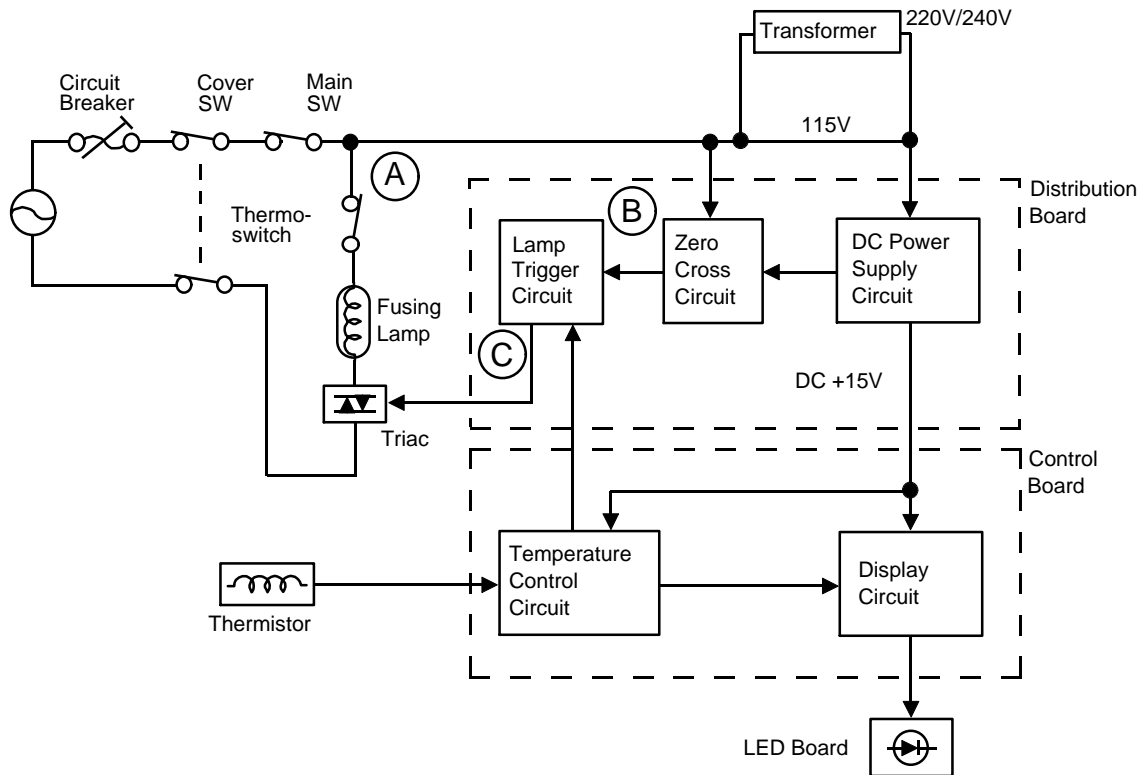 220V/240V
Transformer
Circuit
Breaker
Cover
SW
Main
SW
115V
A
Distribution
Board
Thermo-
switch
B
Lamp
Trigger
Circuit
Zero
Cross
Circuit
DC Power
Supply
Circuit
Fusing
Lamp
C
DC +15V
Triac
Control
Board
Temperature
Control
Circuit
Display
Circuit
Thermistor
LED Board